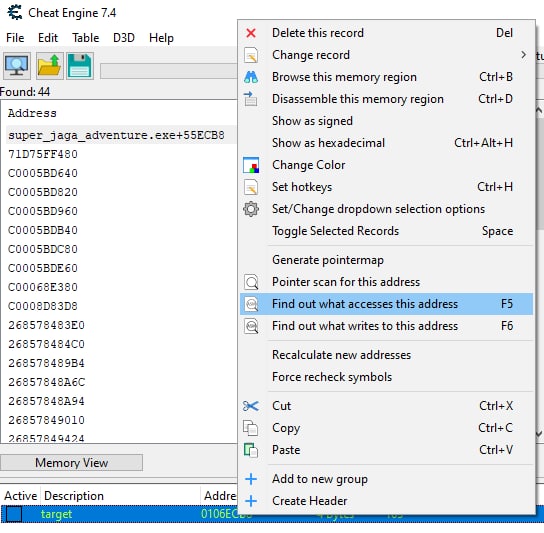 Cheat Engine 7.4
File Edit Table D3D Help
Found: 44
Address
super_jaga_adventure.exe+55ECB8
71D75FF480
C0005BD640
C0005BD820
C0005BD960
C0005BDB40
C0005BDC80
C0005BDE60
C00068E380
C0008D83D8
268578483E0
268578484C0
268578489B4
26857848A6C
26857848A94
26857849010
26857849424
Memory View
Active Description Addre
target 0106ECB8 4 Bytes
Delete this record Del
Change record
Browse this memory region Ctrl+B
Disassemble this memory region Ctrl+D
Show as signed
Show as hexadecimal Ctrl+Alt+H
Change Color
Set hotkeys Ctrl+H
Set/Change dropdown selection options
Toggle Selected Records Space
Generate pointermap
Pointer scan for this address
Find out what accesses this address F5
Find out what writes to this address F6
Recalculate new addresses
Force recheck symbols
Cut Ctrl+X
Copy Ctrl+C
Paste Ctrl+V
Add to new group
Create Header